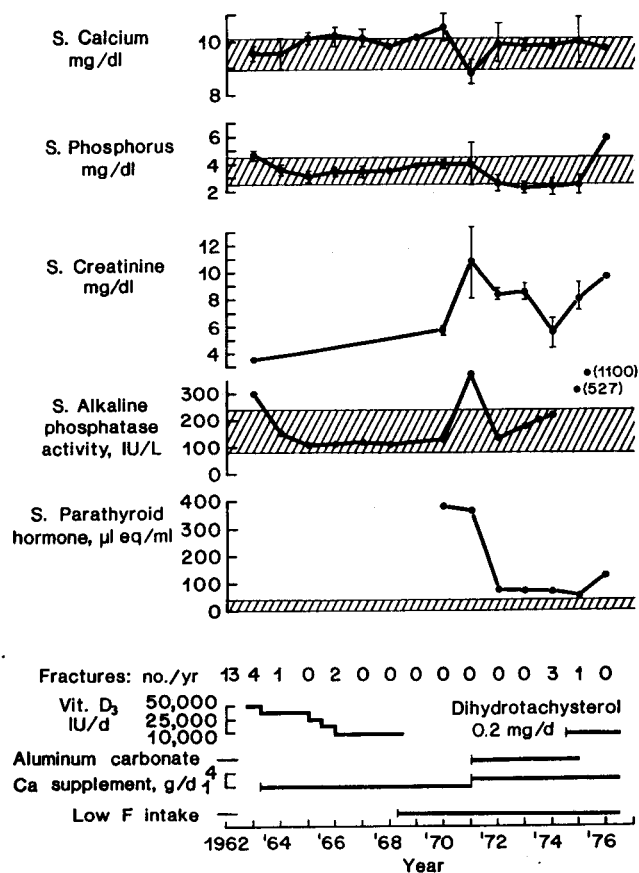 S. Calcium
mg/dl
10
8
S. Phosphorus
mg/dl
6
4
2
S. Creatinine
mg/dl
12
10
8
6
4
S. Alkaline
phosphatase
activity, IU/L
300
200
100
0
(1100)
(527)
S. Parathyroid
hormone, µl eq/ml
400
300
200
100
0
Fractures: no./yr 13 4 1 0 2 0 0 0 0 0 0 0 3 1 0
Vit. D3
IU/d
50,000
25,000
10,000
Dihydrotachysterol
0.2 mg/d
Aluminum carbonate
Ca supplement, g/d 4
1
Low F intake
1962 '64 '66 '68 '70 '72 '74 '76
Year